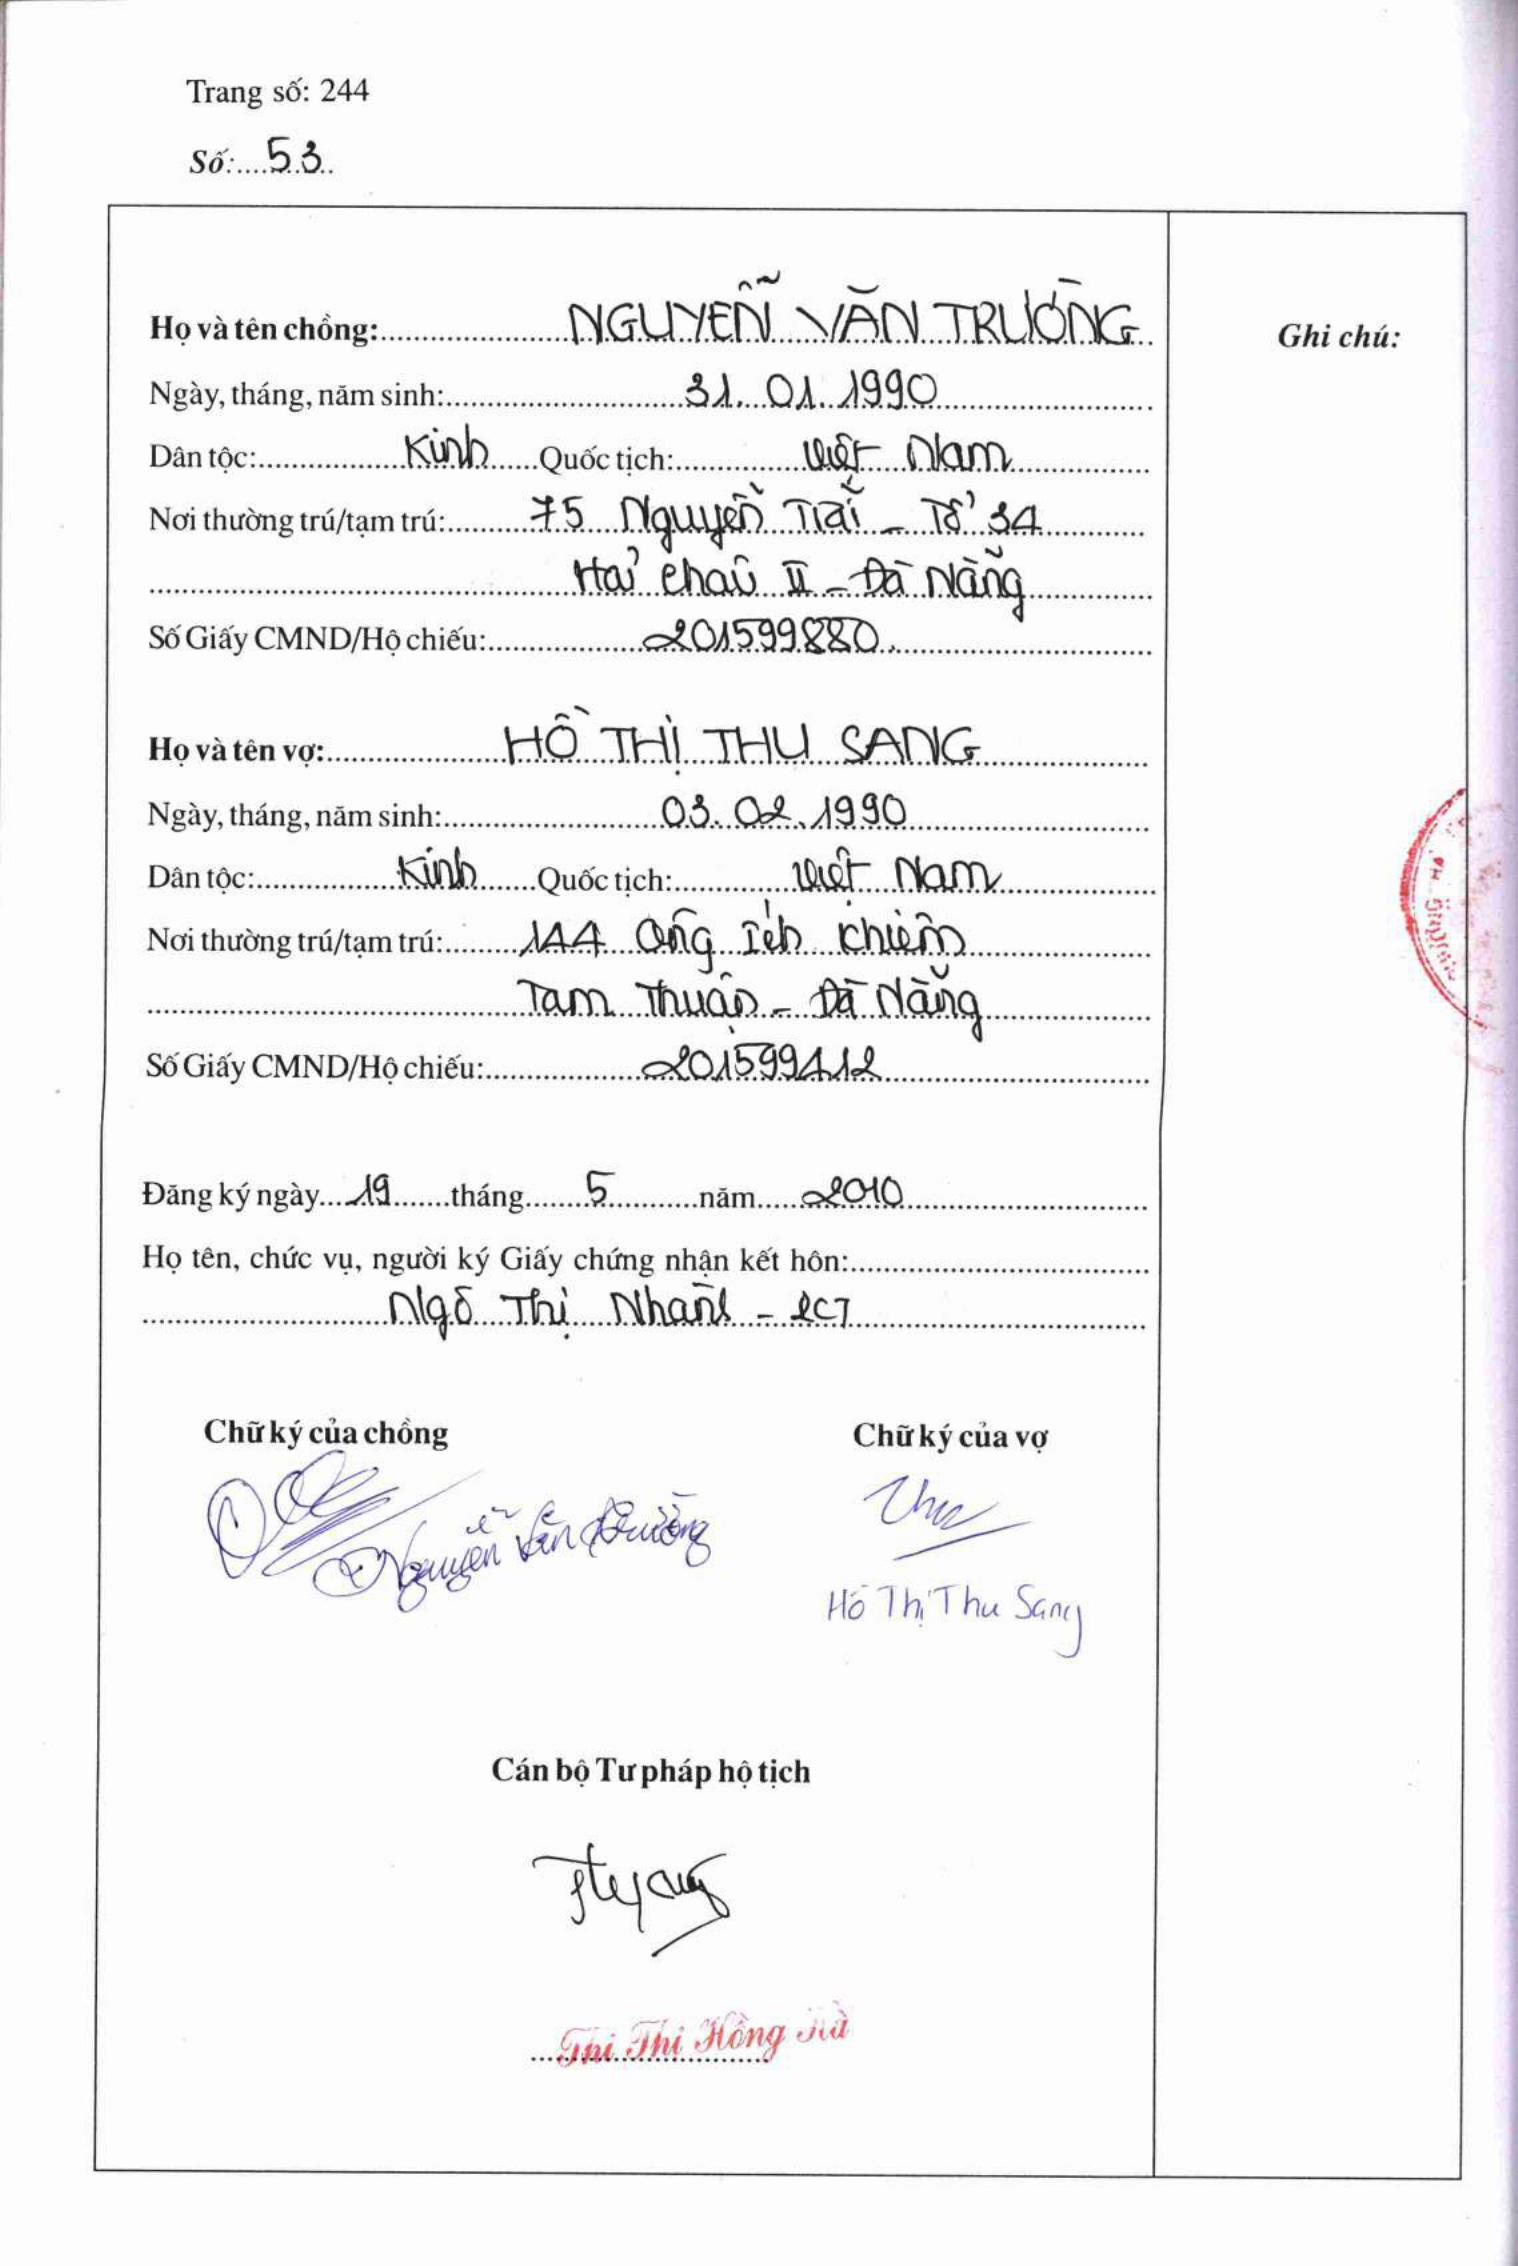 Trang số: 244
Số:....53..
Họ và tên chồng: NGUYỄN VĂN TRƯỜNG
Ghi chú:
Ngày, tháng, năm sinh: 31. 01. 1990
Dân tộc: Kinh Quốc tịch: Việt Nam
Nơi thường trú/tạm trú: 75 Nguyễn Trãi - Tổ 34
Hải Châu II - Đà Nẵng
Số Giấy CMND/Hộ chiếu: 201599880.
Họ và tên vợ: HỒ THỊ THU SANG
Ngày, tháng, năm sinh: 03. 02. 1990
Dân tộc: Kinh Quốc tịch: Việt Nam
Nơi thường trú/tạm trú: 144 Ông Ích Khiêm
Tam Thuận - Đà Nẵng
Số Giấy CMND/Hộ chiếu: 201599412
Đăng ký ngày 19 tháng 5 năm 2010
Họ tên, chức vụ, người ký Giấy chứng nhận kết hôn:
Ngô Thị Nhanh -
Chữ ký của chồng
Chữ ký của vợ
Nguyễn Văn Trường
Hồ Thị Thu Sang
Cán bộ Tư pháp hộ tịch
Thi Thi Hồng Hà